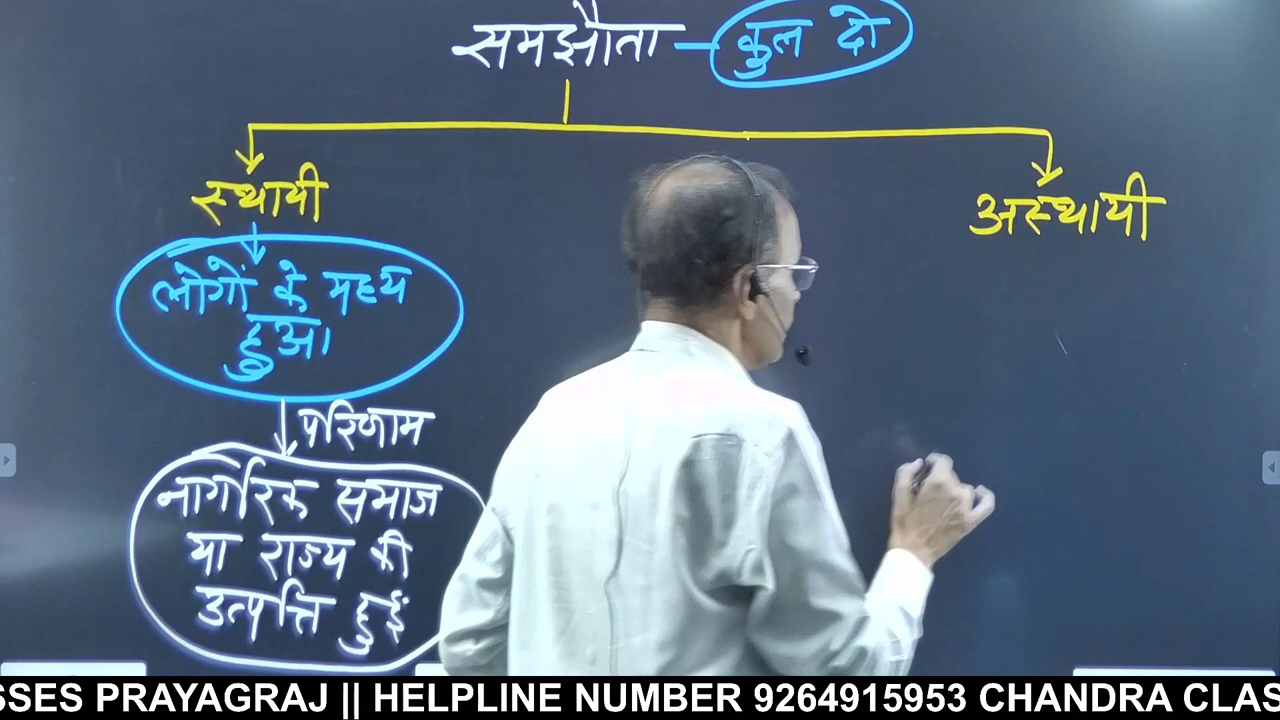 समझौता - कुल दो
स्थायी
अस्थायी
लोगों के मध्य
हुआ।
परिणाम
नागरिक समाज
या राज्य की
उत्पत्ति हुई
SSES PRAYAGRAJ || HELPLINE NUMBER 9264915953 CHANDRA CLAS